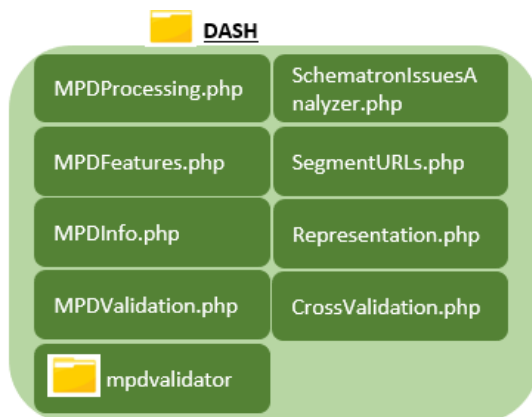 DASH
MPDProcessing.php
SchematronIssuesA
nalyzer.php
MPDFeatures.php
SegmentURLs.php
MPDInfo.php
Representation.php
MPDValidation.php
CrossValidation.php
mpdvalidator